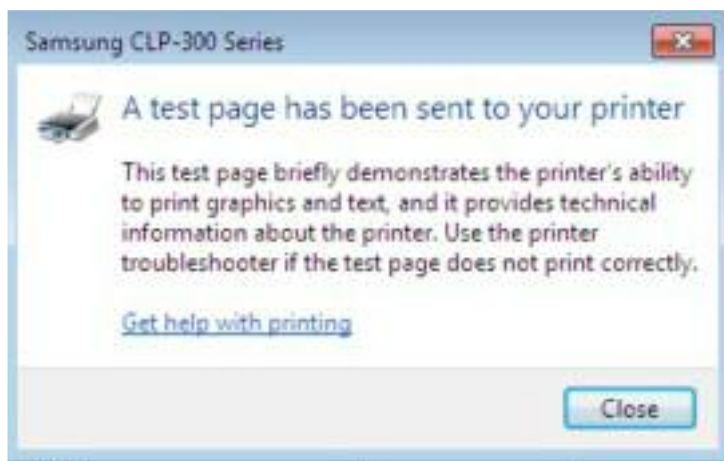 Samsung CLP-300 Series
A test page has been sent to your printer
This test page briefly demonstrates the printer's ability
to print graphics and text, and it provides technical
information about the printer. Use the printer
troubleshooter if the test page does not print correctly.
Get help with printing
Close